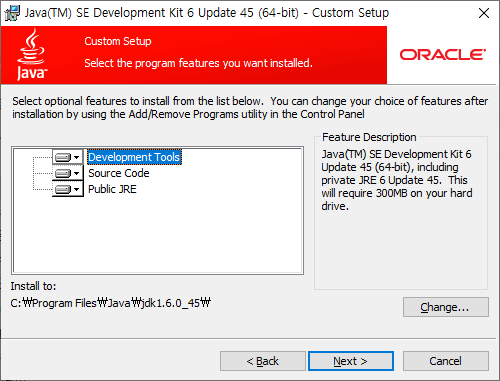 Java(TM) SE Development Kit 6 Update 45 (64-bit) - Custom Setup
Custom Setup
Select the program features you want installed.
Java
ORACLE
Select optional features to install from the list below. You can change your choice of features after
installation by using the Add/Remove Programs utility in the Control Panel
Development Tools
Source Code
Public JRE
Feature Description
Java(TM) SE Development Kit 6
Update 45 (64-bit), including
private JRE 6 Update 45. This
will require 300MB on your hard
drive.
Install to:
C:₩Program Files₩Java₩jdk1.6.0_45₩
Change...
< Back
Next >
Cancel